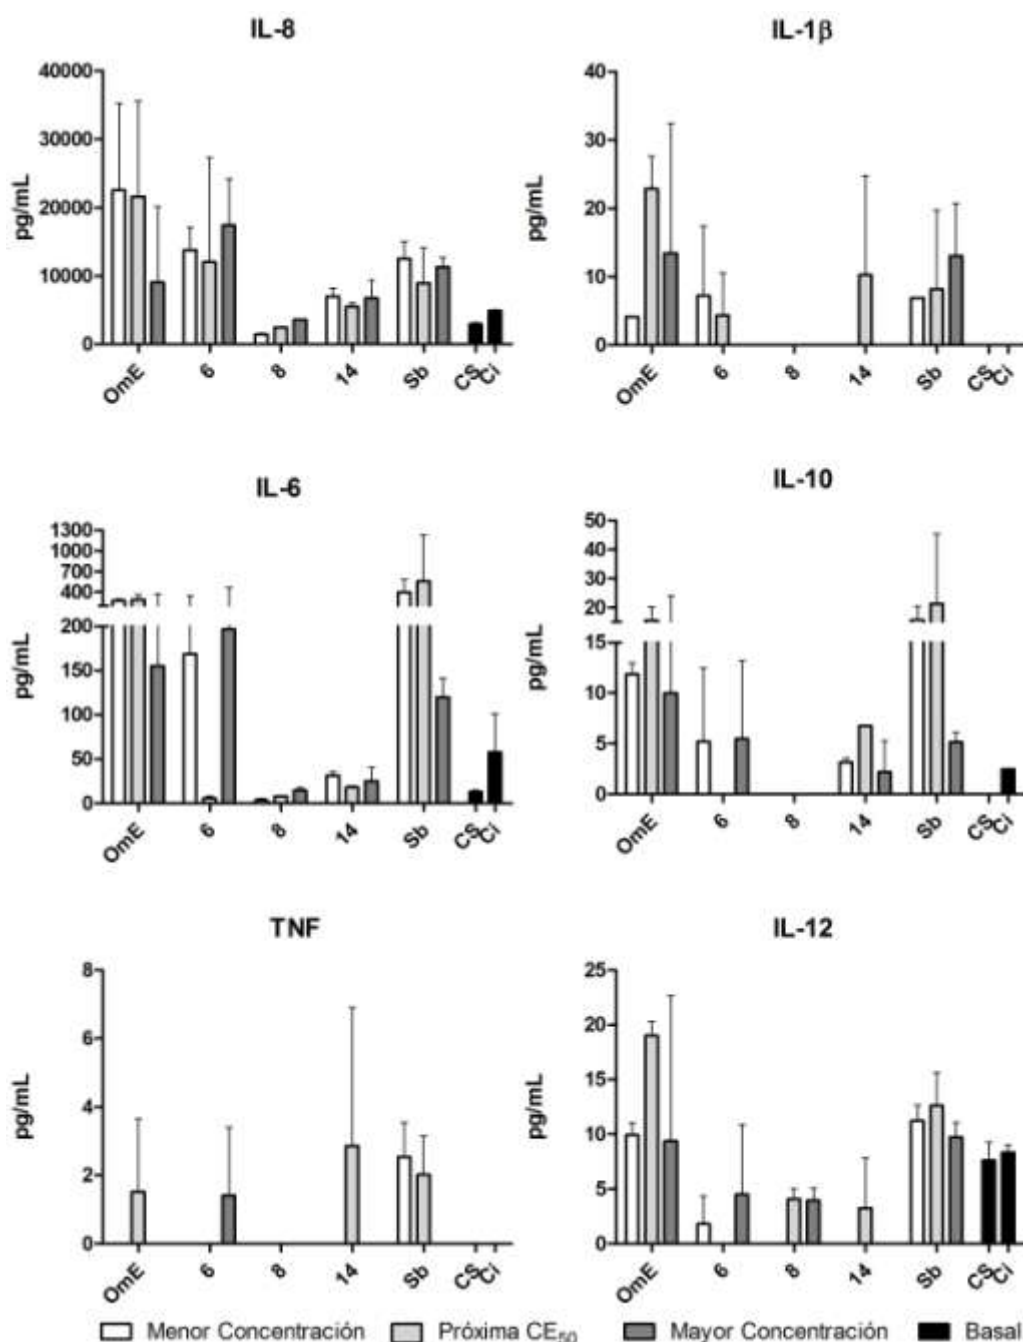 IL-8
IL-1β
pg/mL
40000
30000
20000
10000
0
OmE 6 8 14 Sb CS Ci
pg/mL
40
30
20
10
0
OmE 6 8 14 Sb CS Ci
IL-6
IL-10
pg/mL
1300
1000
700
400
200
150
100
50
0
OmE 6 8 14 Sb CS Ci
pg/mL
50
40
30
20
15
10
5
0
OmE 6 8 14 Sb CS Ci
TNF
IL-12
pg/mL
8
6
4
2
0
OmE 6 8 14 Sb CS Ci
pg/mL
25
20
15
10
5
0
OmE 6 8 14 Sb CS Ci
Menor Concentración Próxima CE50 Mayor Concentración Basal